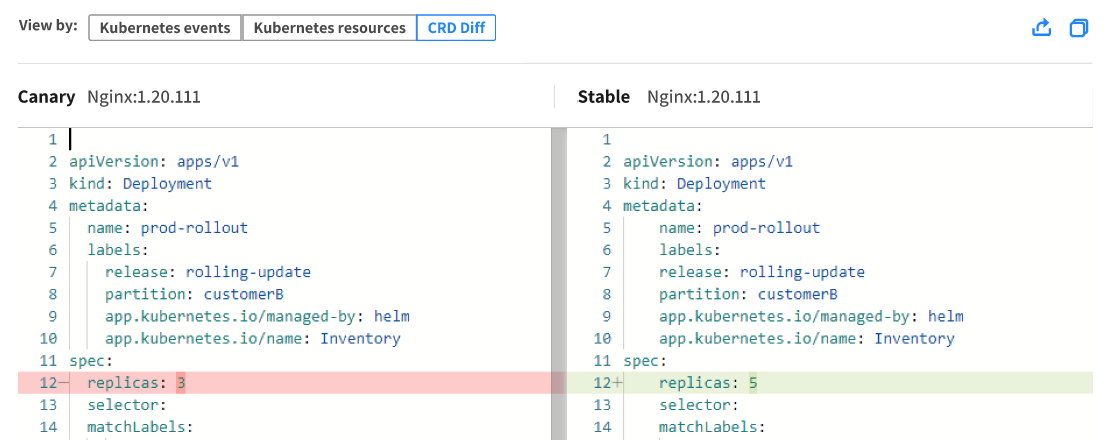 View by: Kubernetes events Kubernetes resources CRD Diff
Canary Nginx:1.20.111
1
2 apiVersion: apps/v1
3 kind: Deployment
4 metadata:
5 name: prod-rollout
6 labels:
7 release: rolling-update
8 partition: customerB
9 app.kubernetes.io/managed-by: helm
10 app.kubernetes.io/name: Inventory
11 spec:
12− replicas: 3
13 selector:
14 matchLabels:
Stable Nginx:1.20.111
1
2 apiVersion: apps/v1
3 kind: Deployment
4 metadata:
5 name: prod-rollout
6 labels:
7 release: rolling-update
8 partition: customerB
9 app.kubernetes.io/managed-by: helm
10 app.kubernetes.io/name: Inventory
11 spec:
12+ replicas: 5
13 selector:
14 matchLabels: